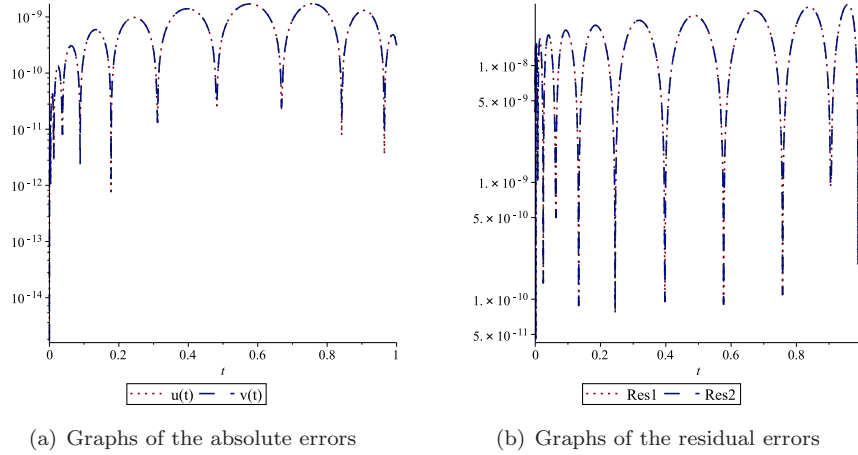 10⁻⁹
10⁻¹⁰
10⁻¹¹
10⁻¹²
10⁻¹³
10⁻¹⁴
0 0.2 0.4 0.6 0.8 1
t
u(t) v(t)
(a) Graphs of the absolute errors
1. × 10⁻⁸
5. × 10⁻⁹
1. × 10⁻⁹
5. × 10⁻¹⁰
1. × 10⁻¹⁰
5. × 10⁻¹¹
0 0.2 0.4 0.6 0.8
t
Res1 Res2
(b) Graphs of the residual errors